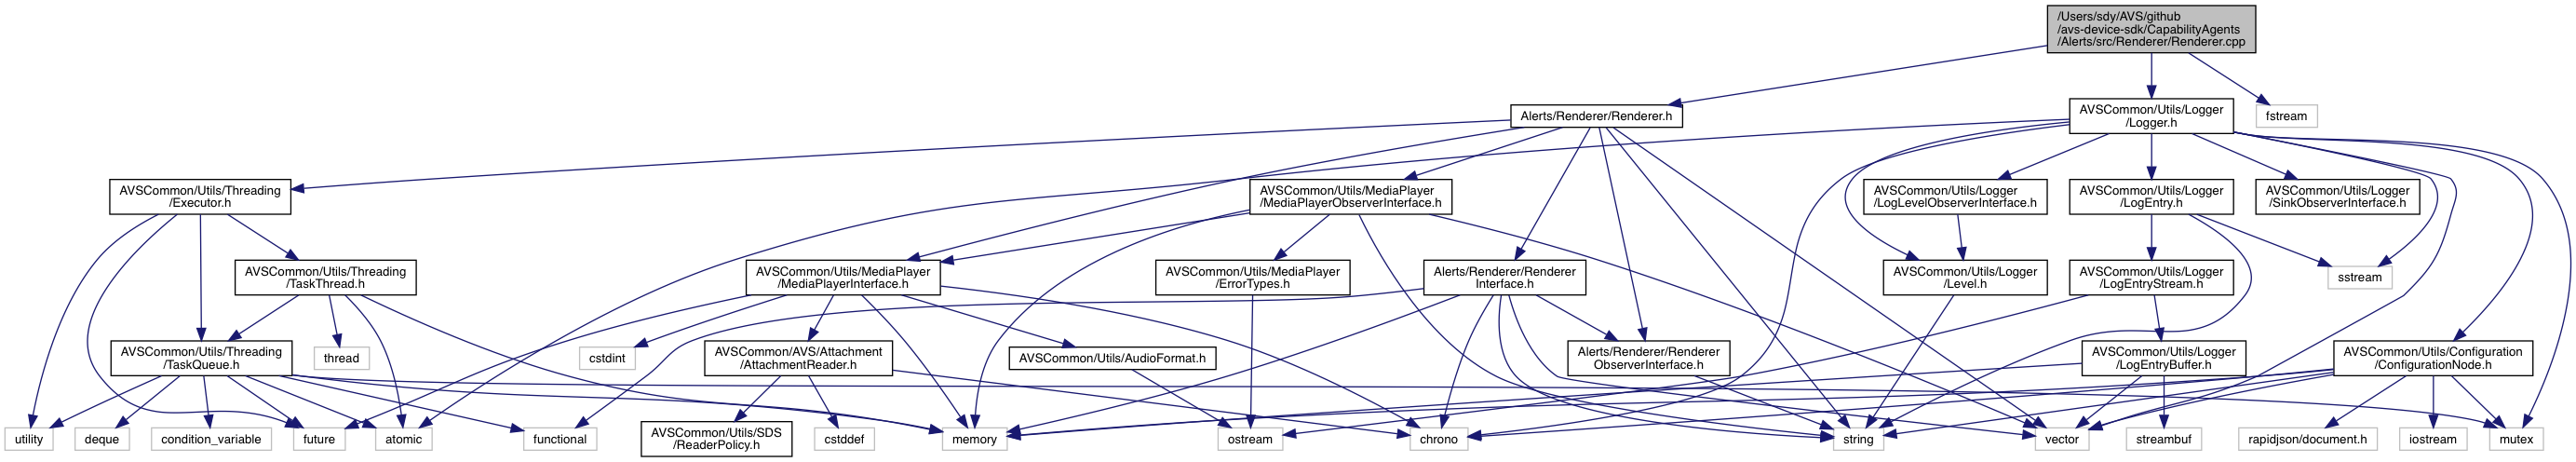 /Users/sdy/AVS/github
/avs-device-sdk/CapabilityAgents
/Alerts/src/Renderer/Renderer.cpp
Alerts/Renderer/Renderer.h
AVSCommon/Utils/Logger
/Logger.h
fstream
AVSCommon/Utils/Threading
/Executor.h
AVSCommon/Utils/MediaPlayer
/MediaPlayerObserverInterface.h
AVSCommon/Utils/Logger
/LogLevelObserverInterface.h
AVSCommon/Utils/Logger
/LogEntry.h
AVSCommon/Utils/Logger
/SinkObserverInterface.h
AVSCommon/Utils/Threading
/TaskThread.h
AVSCommon/Utils/MediaPlayer
/MediaPlayerInterface.h
AVSCommon/Utils/MediaPlayer
/ErrorTypes.h
Alerts/Renderer/Renderer
Interface.h
AVSCommon/Utils/Logger
/Level.h
AVSCommon/Utils/Logger
/LogEntryStream.h
sstream
AVSCommon/Utils/Threading
/TaskQueue.h
thread
cstdint
AVSCommon/AVS/Attachment
/AttachmentReader.h
AVSCommon/Utils/AudioFormat.h
Alerts/Renderer/Renderer
ObserverInterface.h
AVSCommon/Utils/Logger
/LogEntryBuffer.h
AVSCommon/Utils/Configuration
/ConfigurationNode.h
utility
deque
condition_variable
future
atomic
functional
AVSCommon/Utils/SDS
/ReaderPolicy.h
cstddef
memory
ostream
chrono
string
vector
streambuf
rapidjson/document.h
iostream
mutex